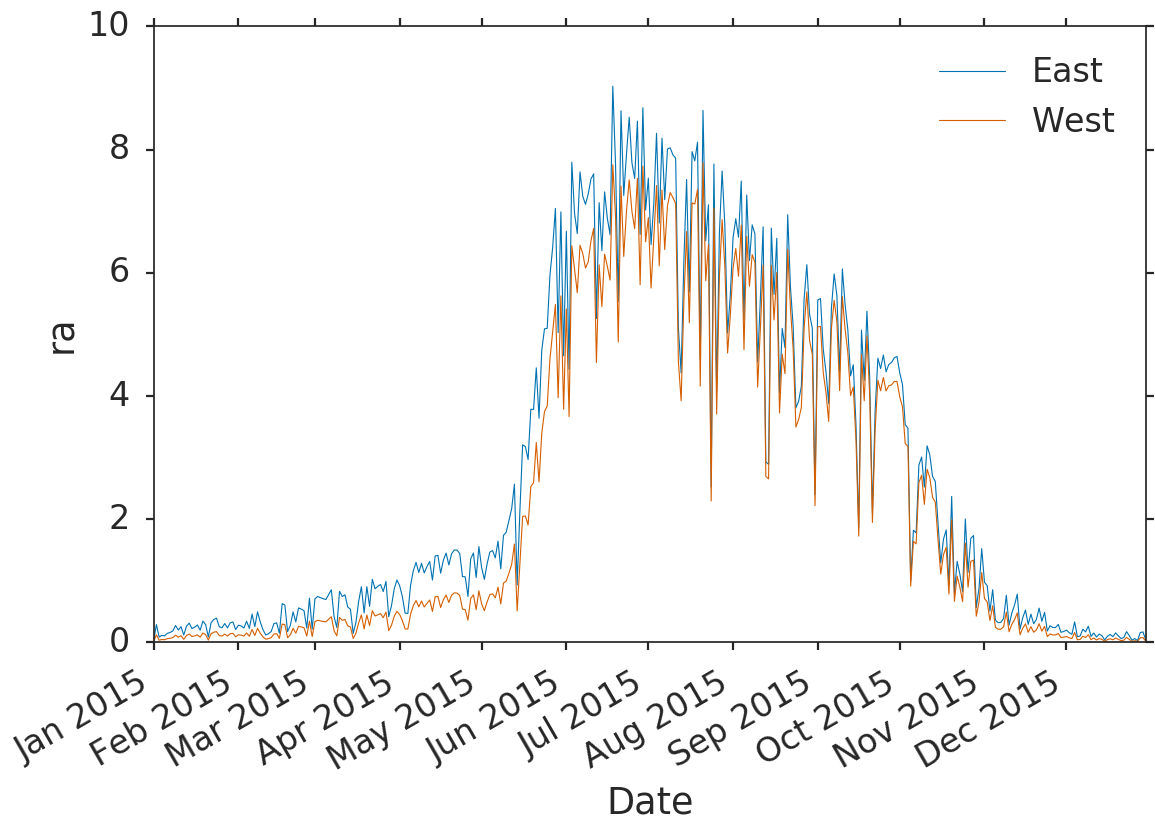 10
8
6
4
2
0
ra
East
West
Jan 2015
Feb 2015
Mar 2015
Apr 2015
May 2015
Jun 2015
Jul 2015
Aug 2015
Sep 2015
Oct 2015
Nov 2015
Dec 2015
Date